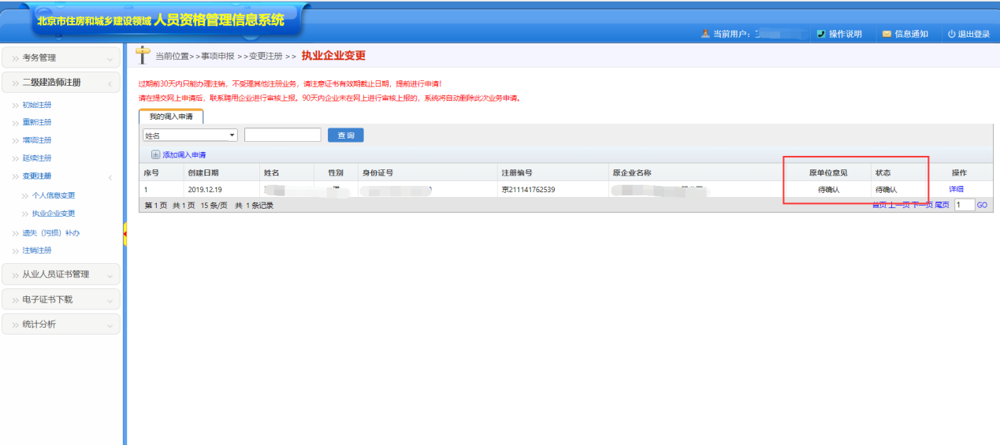 北京市住房和城乡建设领域 人员资格管理信息系统
当前用户： 操作说明 信息通知 退出登录
考务管理
二级建造师注册
初始注册
重新注册
增项注册
延续注册
变更注册
个人信息变更
执业企业变更
遗失（污损）补办
注销注册
从业人员证书管理
电子证书下载
统计分析
当前位置>>事项申报 >>变更注册 >> 执业企业变更
过期前30天内只能办理注销，不受理其他注册业务，请注意证书有效期截止日期，提前进行申请!
请在提交网上申请后，联系聘用企业进行审核上报。90天内企业未在网上进行审核上报的，系统将自动删除此次业务申请。
我的调入申请
姓名 查 询
添加调入申请
序号 创建日期 姓名 性别 身份证号 注册编号 原企业名称 原单位意见 状态 操作
1 2019.12.19 京211141762539 待确认 待确认 详细
第 1 页 共 1 页 15 条/页 共 1 条记录 首页 上一页 下一页 尾页 1 GO